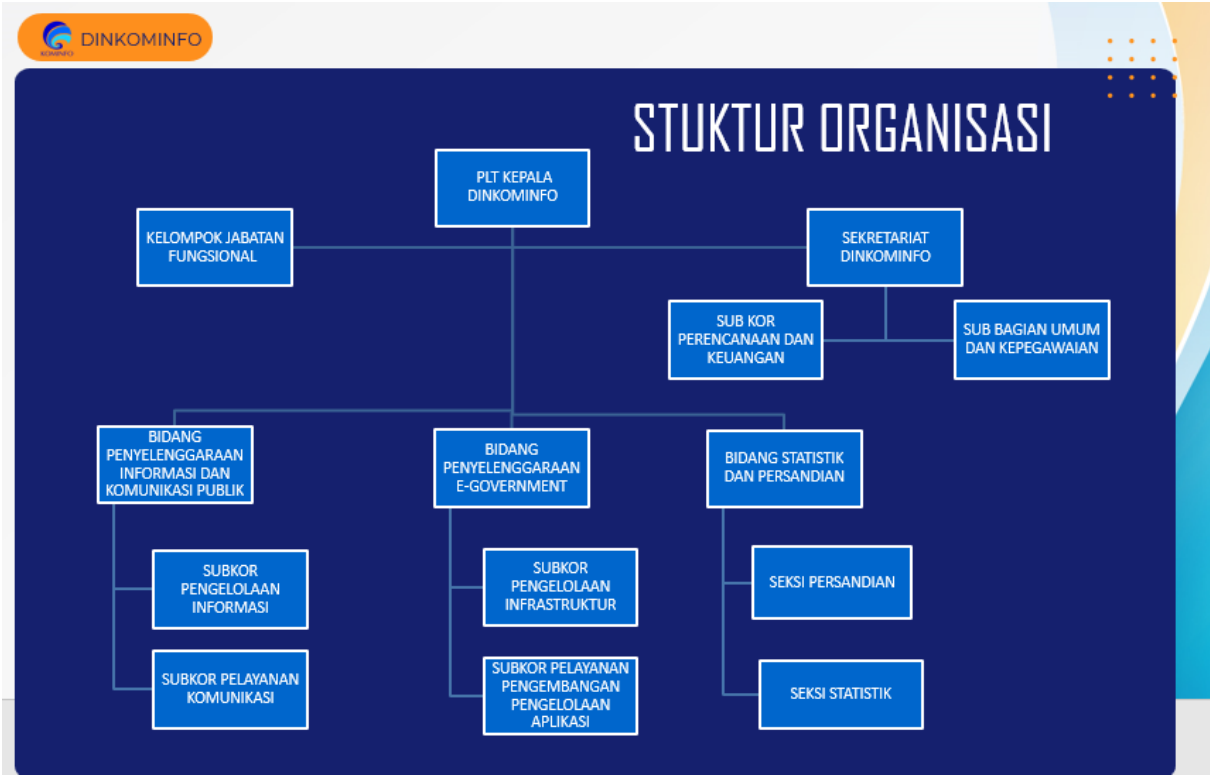 KOMINFO
DINKOMINFO
STUKTUR ORGANISASI
PLT KEPALA
DINKOMINFO
KELOMPOK JABATAN
FUNGSIONAL
SEKRETARIAT
DINKOMINFO
SUB KOR
PERENCANAAN DAN
KEUANGAN
SUB BAGIAN UMUM
DAN KEPEGAWAIAN
BIDANG
PENYELENGGARAAN
INFORMASI DAN
KOMUNIKASI PUBLIK
BIDANG
PENYELENGGARAAN
E-GOVERNMENT
BIDANG STATISTIK
DAN PERSANDIAN
SUBKOR
PENGELOLAAN
INFORMASI
SUBKOR
PENGELOLAAN
INFRASTRUKTUR
SEKSI PERSANDIAN
SUBKOR PELAYANAN
KOMUNIKASI
SUBKOR PELAYANAN
PENGEMBANGAN
PENGELOLAAN
APLIKASI
SEKSI STATISTIK